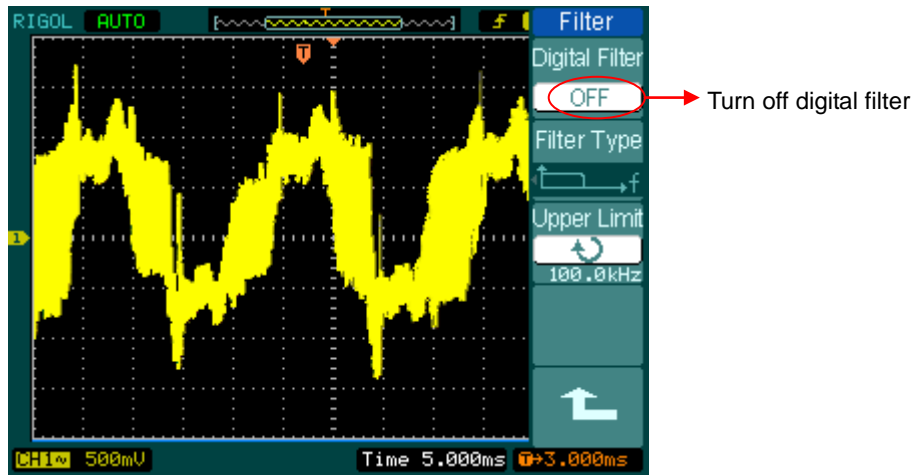 RIGOL AUTO T Filter
Digital Filter
OFF
Turn off digital filter
Filter Type
f
Upper Limit
100.0kHz
T
1
CH1~ 500mV Time 5.000ms T→3.000ms